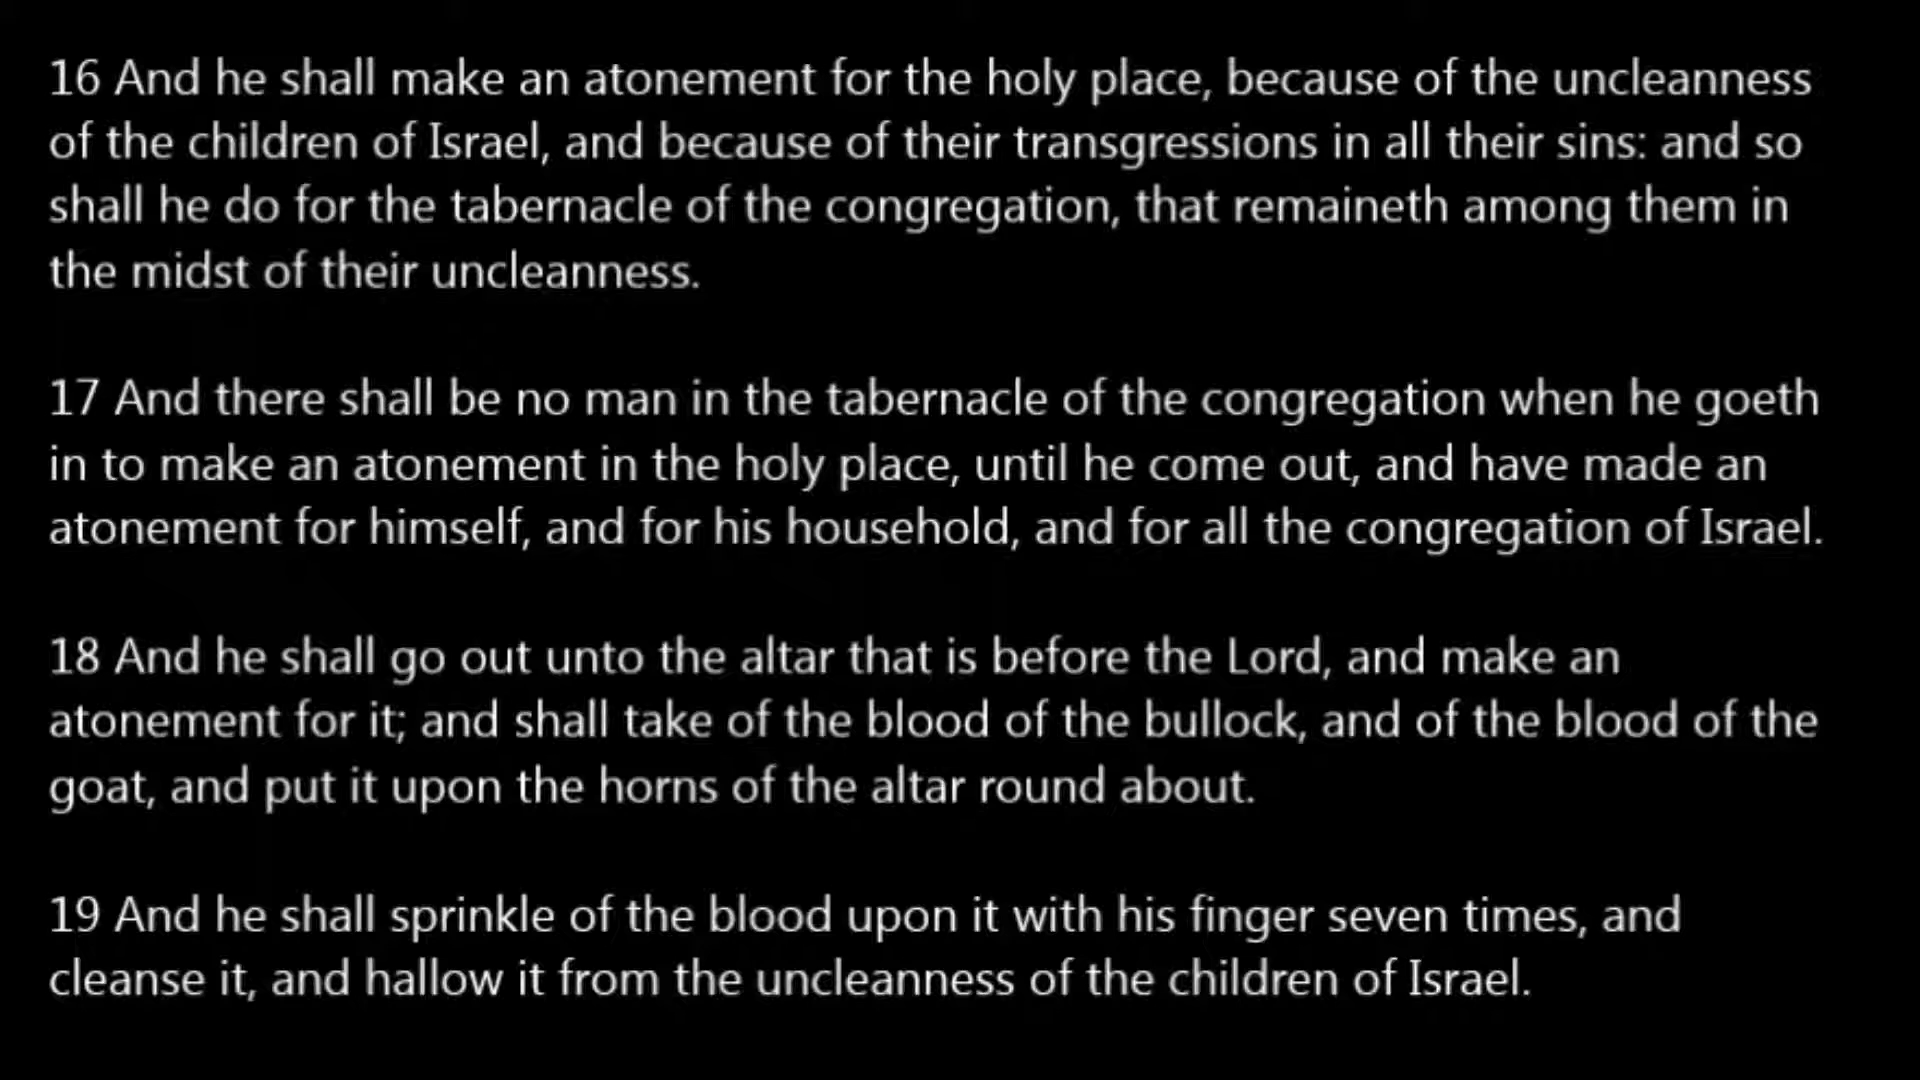 16 And he shall make an atonement for the holy place, because of the uncleanness
of the children of Israel, and because of their transgressions in all their sins: and so
shall he do for the tabernacle of the congregation, that remaineth among them in
the midst of their uncleanness.
17 And there shall be no man in the tabernacle of the congregation when he goeth
in to make an atonement in the holy place, until he come out, and have made an
atonement for himself, and for his household, and for all the congregation of Israel.
18 And he shall go out unto the altar that is before the Lord, and make an
atonement for it; and shall take of the blood of the bullock, and of the blood of the
goat, and put it upon the horns of the altar round about.
19 And he shall sprinkle of the blood upon it with his finger seven times, and
cleanse it, and hallow it from the uncleanness of the children of Israel.